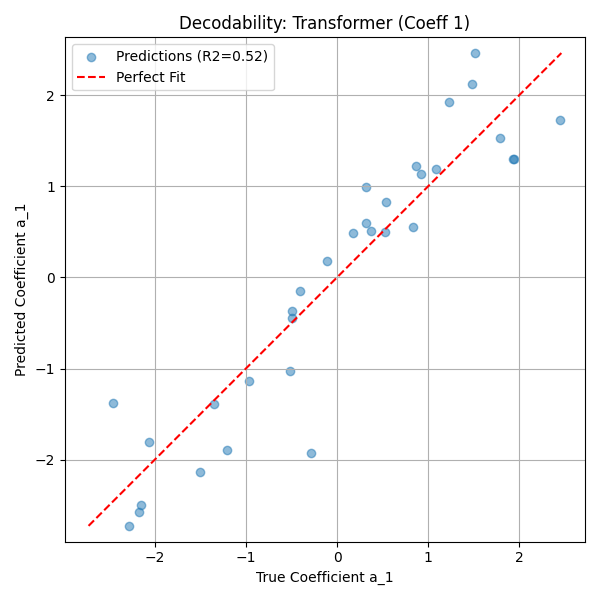 Decodability: Transformer (Coeff 1)
Predictions (R2=0.52)
Perfect Fit
2
1
0
−1
−2
Predicted Coefficient a_1
−2
−1
0
1
2
True Coefficient a_1